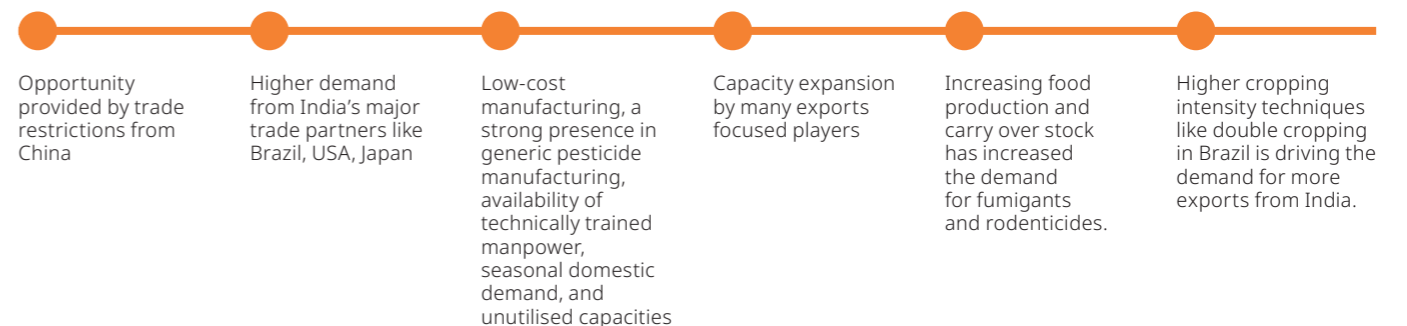 Opportunity
provided by trade
restrictions from
China
Higher demand
from India’s major
trade partners like
Brazil, USA, Japan
Low-cost
manufacturing, a
strong presence in
generic pesticide
manufacturing,
availability of
technically trained
manpower,
seasonal domestic
demand, and
unutilised capacities
Capacity expansion
by many exports
focused players
Increasing food
production and
carry over stock
has increased
the demand
for fumigants
and rodenticides.
Higher cropping
intensity techniques
like double cropping
in Brazil is driving the
demand for more
exports from India.